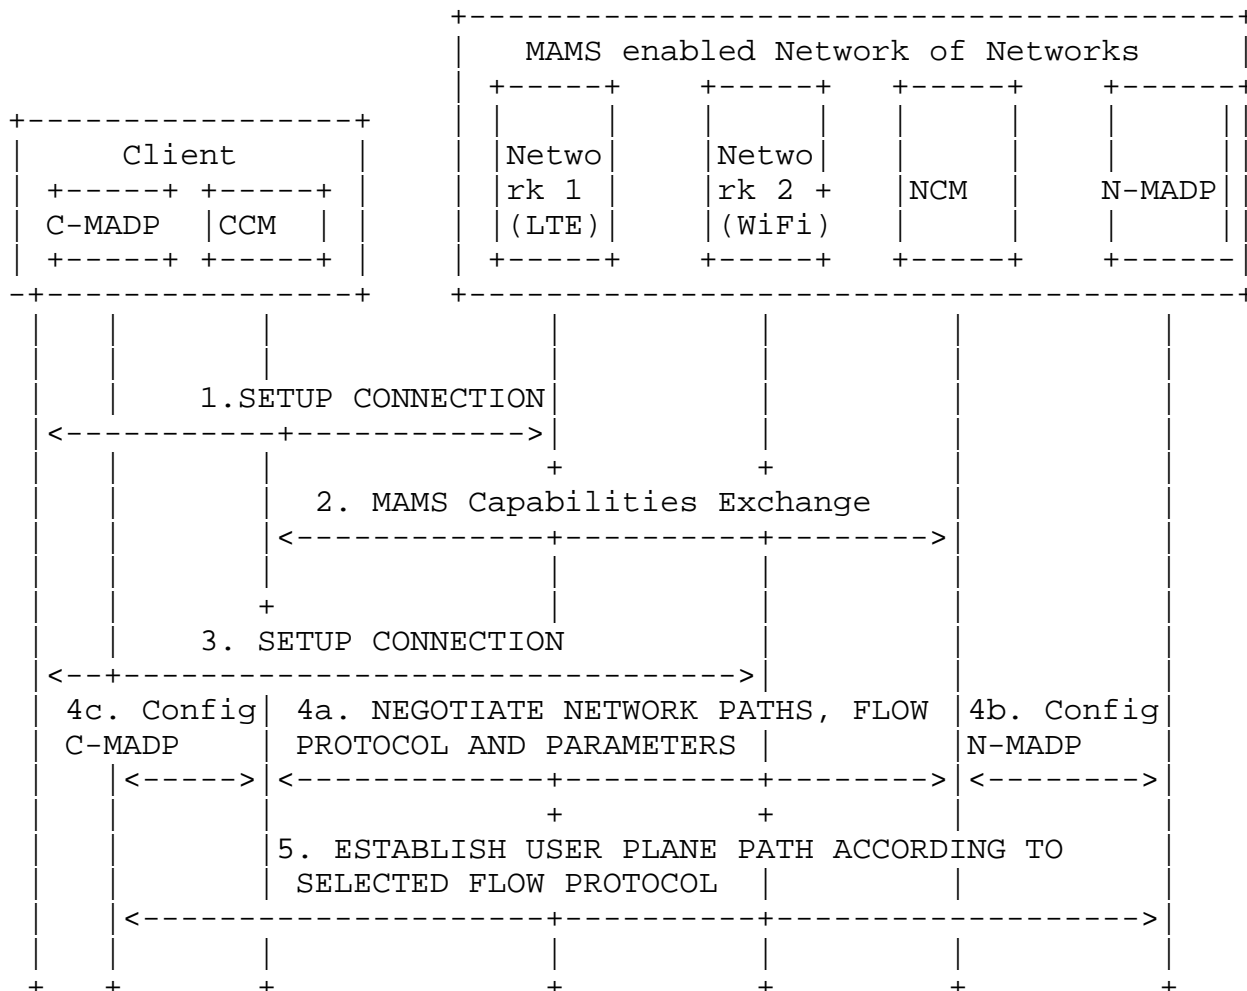 MAMS enabled Network of Networks
Client
Netwo
rk 1
(LTE)
Netwo
rk 2 +
(WiFi)
NCM
N-MADP
C-MADP
CCM
1.SETUP CONNECTION
2. MAMS Capabilities Exchange
3. SETUP CONNECTION
4c. Config
C-MADP
4a. NEGOTIATE NETWORK PATHS, FLOW
PROTOCOL AND PARAMETERS
4b. Config
N-MADP
5. ESTABLISH USER PLANE PATH ACCORDING TO
SELECTED FLOW PROTOCOL